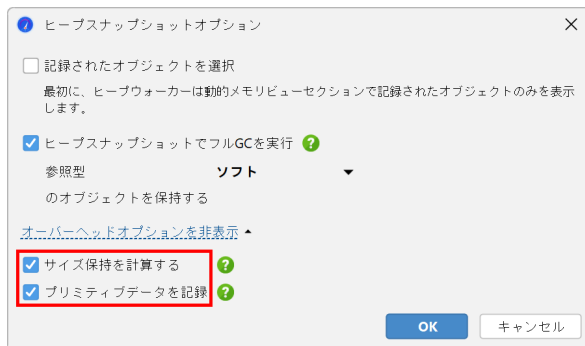 ヒープスナップショットオプション
記録されたオブジェクトを選択
最初に、ヒープウォーカーは動的メモリビューセクションで記録されたオブジェクトのみを表示
します。
ヒープスナップショットでフルGCを実行
参照型 ソフト
のオブジェクトを保持する
オーバーヘッドオプションを非表示
サイズ保持を計算する
プリミティブデータを記録
OK キャンセル